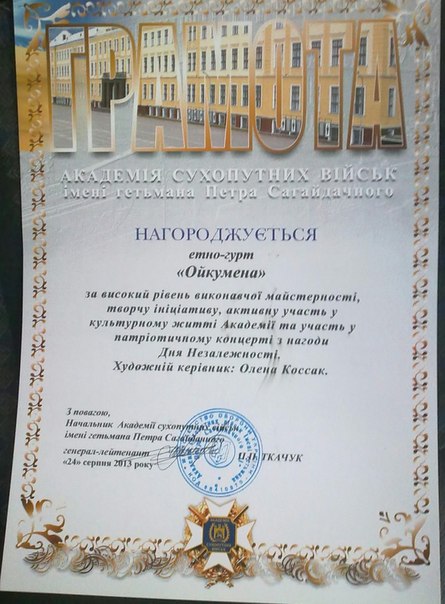 ГРАМОТА
АКАДЕМІЯ СУХОПУТНИХ ВІЙСЬК
імені гетьмана Петра Сагайдачного
НАГОРОДЖУЄТЬСЯ
етно-гурт
«Ойкумена»
за високий рівень виконавчої майстерності,
творчу ініціативу, активну участь у
культурному житті Академії та участь у
патріотичному концерті з нагоди
Дня Незалежності.
Художній керівник: Олена Коссак.
З повагою,
Начальник Академії сухопутних військ
імені гетьмана Петра Сагайдачного
генерал-лейтенант П.П. ТКАЧУК
«24» серпня 2013 року